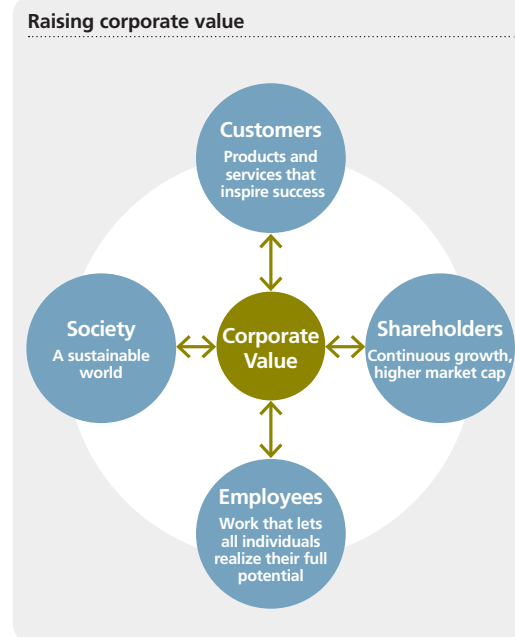 Raising corporate value
Customers
Products and
services that
inspire success
Society
A sustainable
world
Corporate
Value
Shareholders
Continuous growth,
higher market cap
Employees
Work that lets
all individuals
realize their full
potential